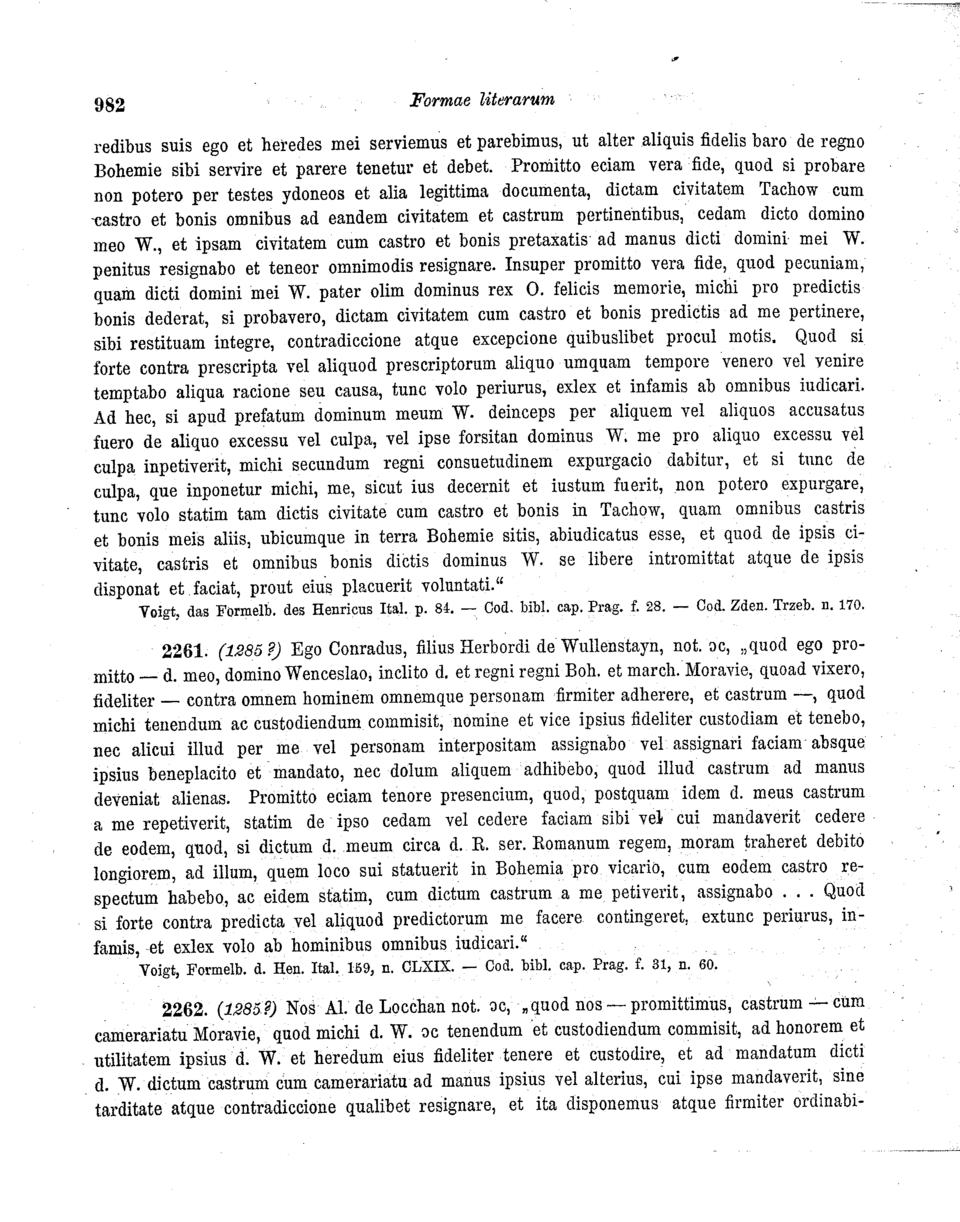 982
Formae literarum
redibus suis ego et heredes mei serviemus et parebimus, ut alter aliquis fidelis baro de regno
Bohemie sibi servire et parere tenetur et debet. Promitto eciam vera fide, quod si probare
non potero per testes ydoneos et alia legittima documenta, dictam civitatem Tachow cum
castro et bonis omnibus ad eandem civitatem et castrum pertinentibus, cedam dicto domino
meo W., et ipsam civitatem cum castro et bonis pretaxatis ad manus dicti domini mei W.
penitus resignabo et teneor omnimodis resignare. Insuper promitto vera fide, quod pecuniam,
quam dicti domini mei W. pater olim dominus rex O. felicis memorie, michi pro predictis
bonis dederat, si probavero, dictam civitatem cum castro et bonis predictis ad me pertinere,
sibi restituam integre, contradiccione atque excepcione quibuslibet procul motis. Quod si
forte contra prescripta vel aliquod prescriptorum aliquo umquam tempore venero vel venire
temptabo aliqua racione seu causa, tunc volo periurus, exlex et infamis ab omnibus iudicari.
Ad hec, si apud prefatum dominum meum W. deinceps per aliquem vel aliquos accusatus
fuero de aliquo excessu vel culpa, vel ipse forsitan dominus W. me pro aliquo excessu vel
culpa inpetiverit, michi secundum regni consuetudinem expurgacio dabitur, et si tunc de
culpa, que inponetur michi, me, sicut ius decernit et iustum fuerit, non potero expurgare,
tunc volo statim tam dictis civitate cum castro et bonis in Tachow, quam omnibus castris
et bonis meis aliis, ubicumque in terra Bohemie sitis, abiudicatus esse, et quod de ipsis ci-
vitate, castris et omnibus bonis dictis dominus W. se libere intromittat atque de ipsis
disponat et faciat, prout eius placuerit voluntati.“
Voigt, das Formelb. des Henricus Ital. p. 84. — Cod. bibl. cap. Prag. f. 28. — Cod. Zden. Trzeb. n. 170.
2261. (1285?) Ego Conradus, filius Herbordi de Wullenstayn, not. ↄc, „quod ego pro-
mitto — d. meo, domino Wenceslao, inclito d. et regni regni Boh. et march. Moravie, quoad vixero,
fideliter — contra omnem hominem omnemque personam firmiter adherere, et castrum —, quod
michi tenendum ac custodiendum commisit, nomine et vice ipsius fideliter custodiam et tenebo,
nec alicui illud per me vel personam interpositam assignabo vel assignari faciam absque
ipsius beneplacito et mandato, nec dolum aliquem adhibebo, quod illud castrum ad manus
deveniat alienas. Promitto eciam tenore presencium, quod, postquam idem d. meus castrum
a me repetiverit, statim de ipso cedam vel cedere faciam sibi vel cui mandaverit cedere
de eodem, quod, si dictum d. meum circa d. R. ser. Romanum regem, moram traheret debito
longiorem, ad illum, quem loco sui statuerit in Bohemia pro vicario, cum eodem castro re-
spectum habebo, ac eidem statim, cum dictum castrum a me petiverit, assignabo . . . Quod
si forte contra predicta vel aliquod predictorum me facere contingeret, extunc periurus, in-
famis, et exlex volo ab hominibus omnibus iudicari.“
Voigt, Formelb. d. Hen. Ital. 159, n. CLXIX. — Cod. bibl. cap. Prag. f. 31, n. 60.
2262. (1285?) Nos Al. de Locchan not. ↄc, „quod nos — promittimus, castrum — cum
camerariatu Moravie, quod michi d. W. ↄc tenendum et custodiendum commisit, ad honorem et
utilitatem ipsius d. W. et heredum eius fideliter tenere et custodire, et ad mandatum dicti
d. W. dictum castrum cum camerariatu ad manus ipsius vel alterius, cui ipse mandaverit, sine
tarditate atque contradiccione qualibet resignare, et ita disponemus atque firmiter ordinabi-